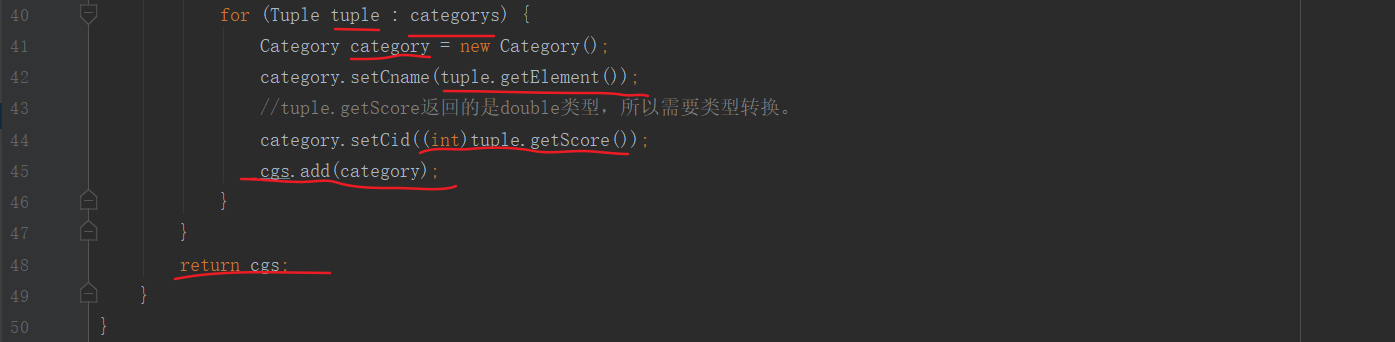 40 for (Tuple tuple : categorys) {
41 Category category = new Category();
42 category.setCname(tuple.getElement());
43 //tuple.getScore返回的是double类型，所以需要类型转换。
44 category.setCid((int)tuple.getScore());
45 cgs.add(category);
46 }
47 }
48 return cgs;
49 }
50 }